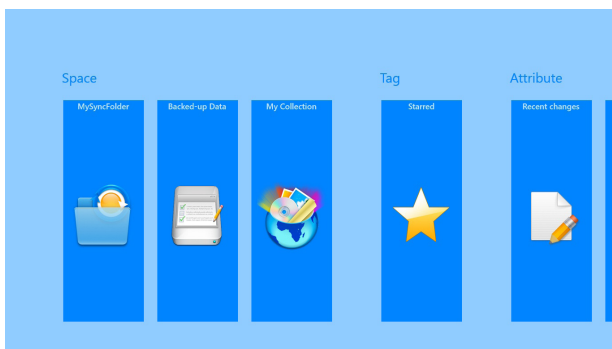 Space
Tag
Attribute
MySyncFolder
Backed-up Data
My Collection
Starred
Recent changes